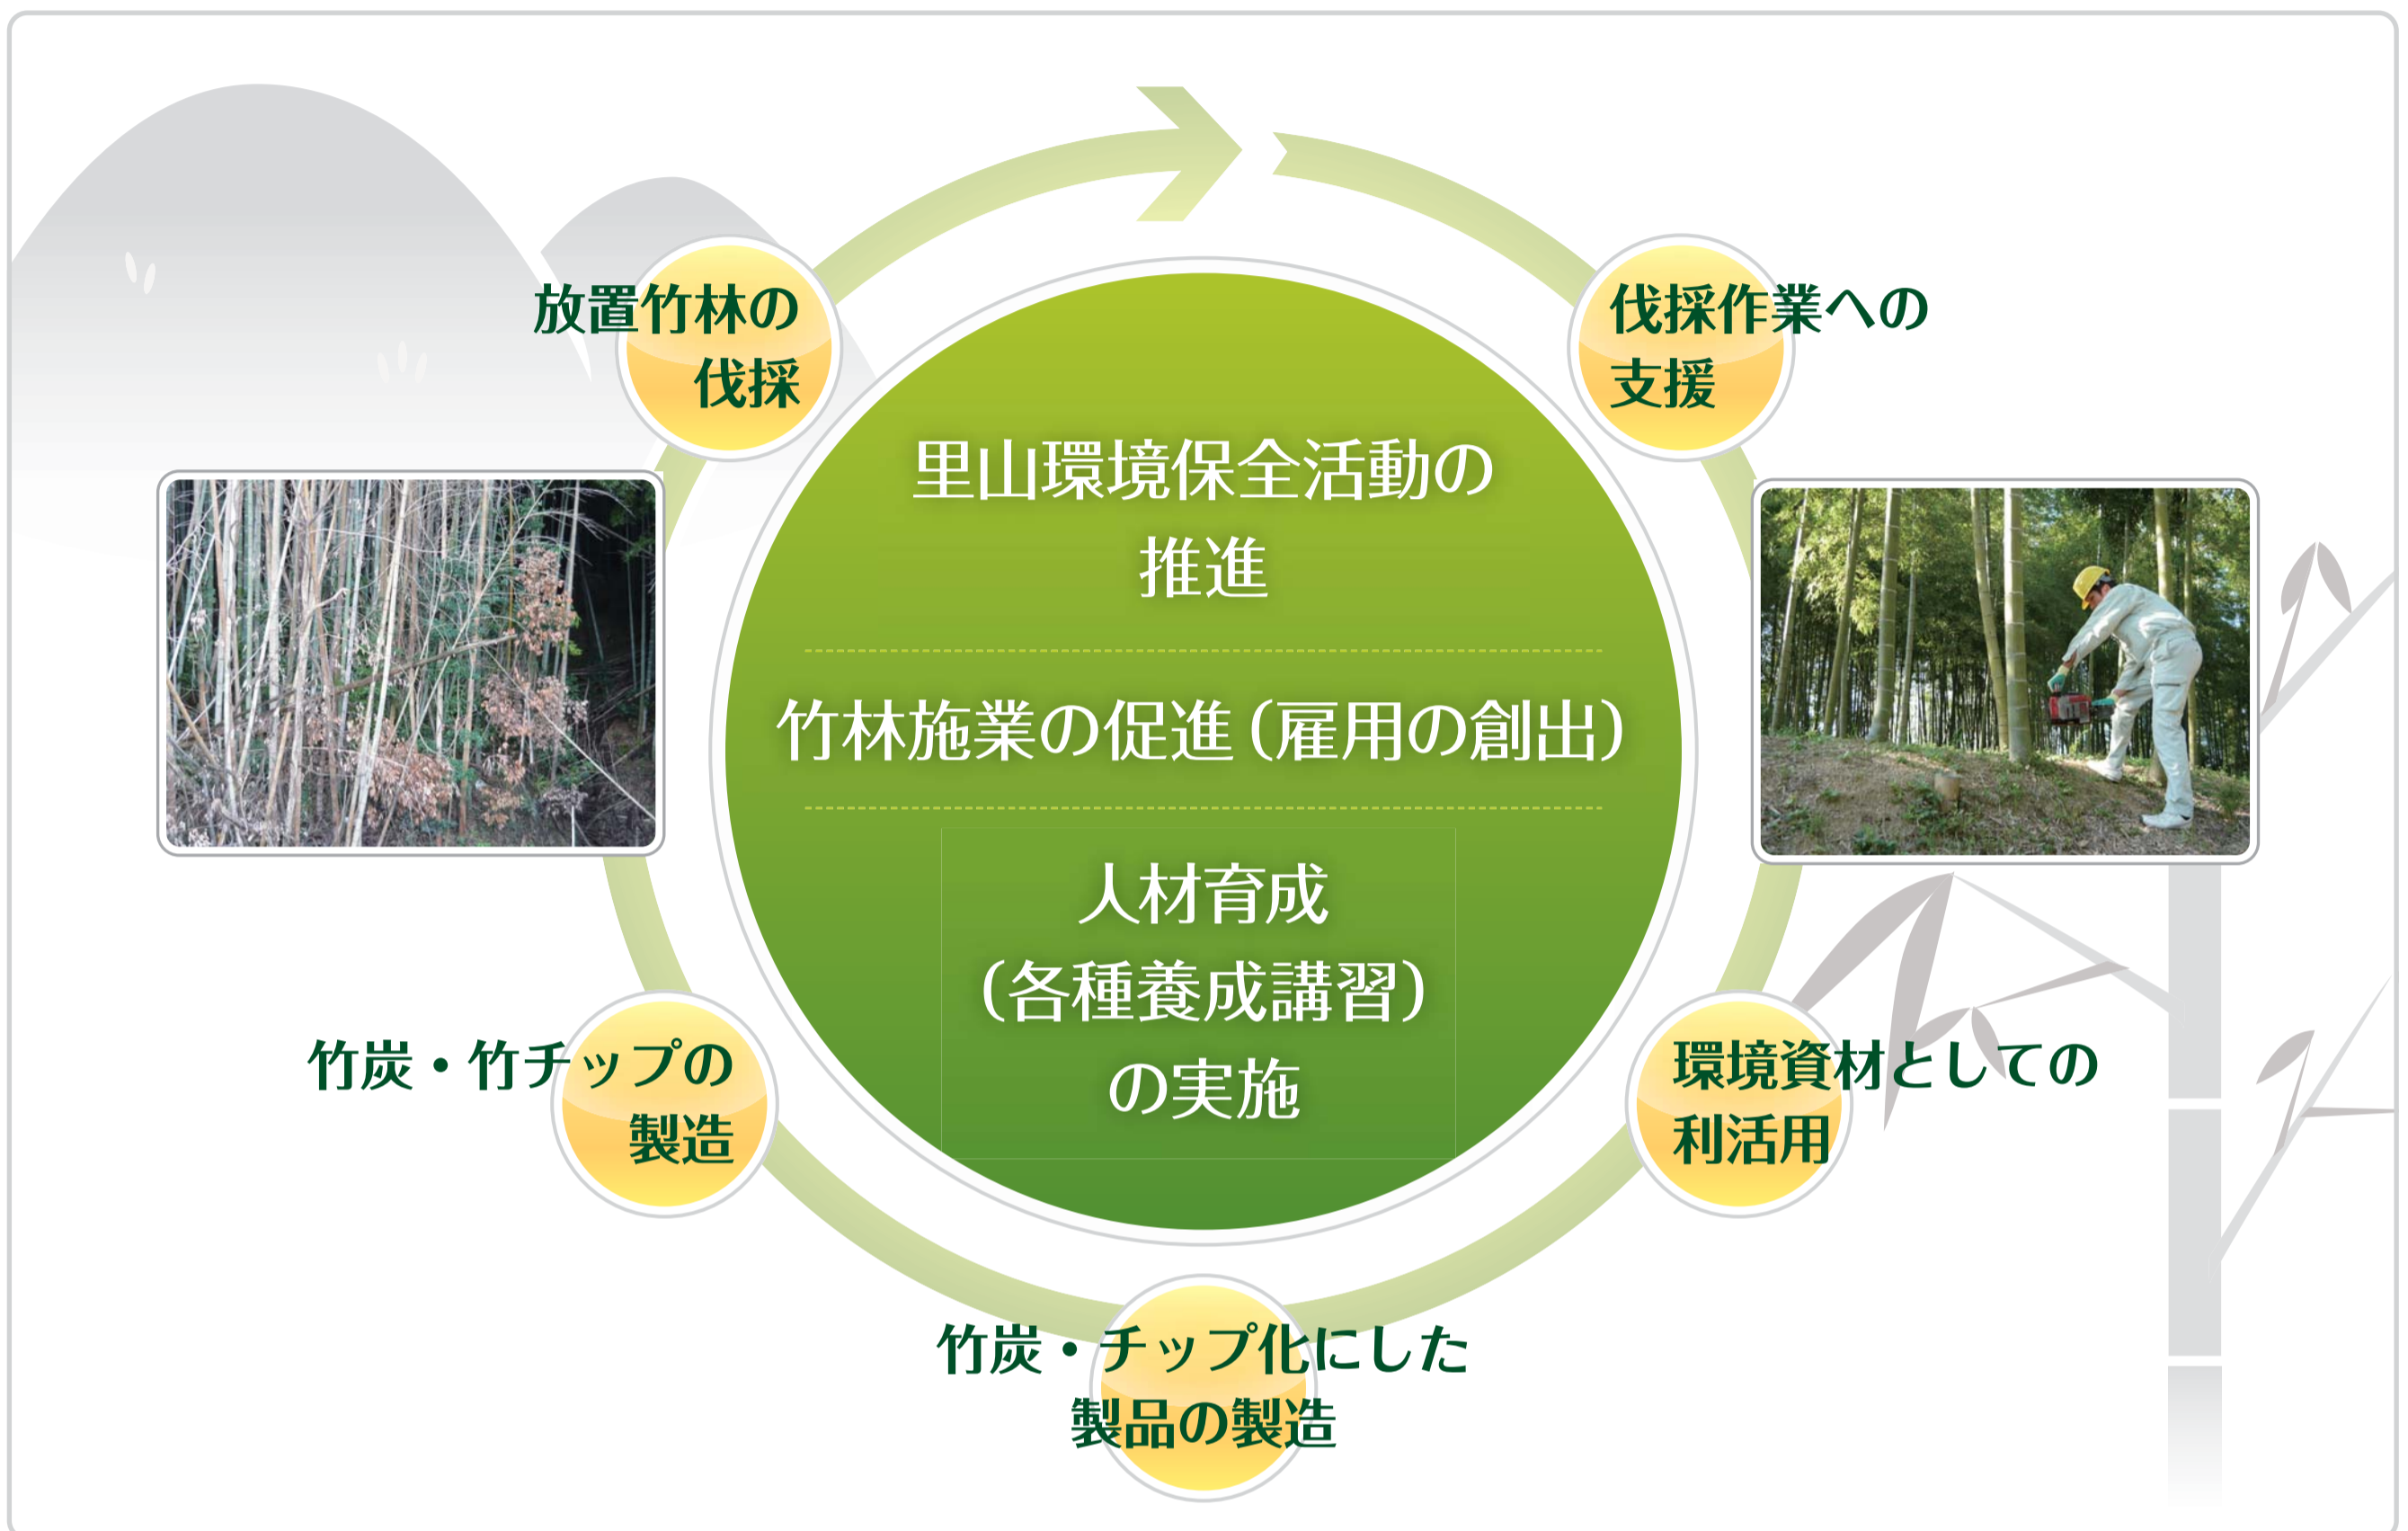 放置竹林の
伐採
伐採作業への
支援
里山環境保全活動の
推進
竹林施業の促進（雇用の創出）
人材育成
（各種養成講習）
の実施
竹炭・竹チップの
製造
環境資材としての
利活用
竹炭・チップ化にした
製品の製造